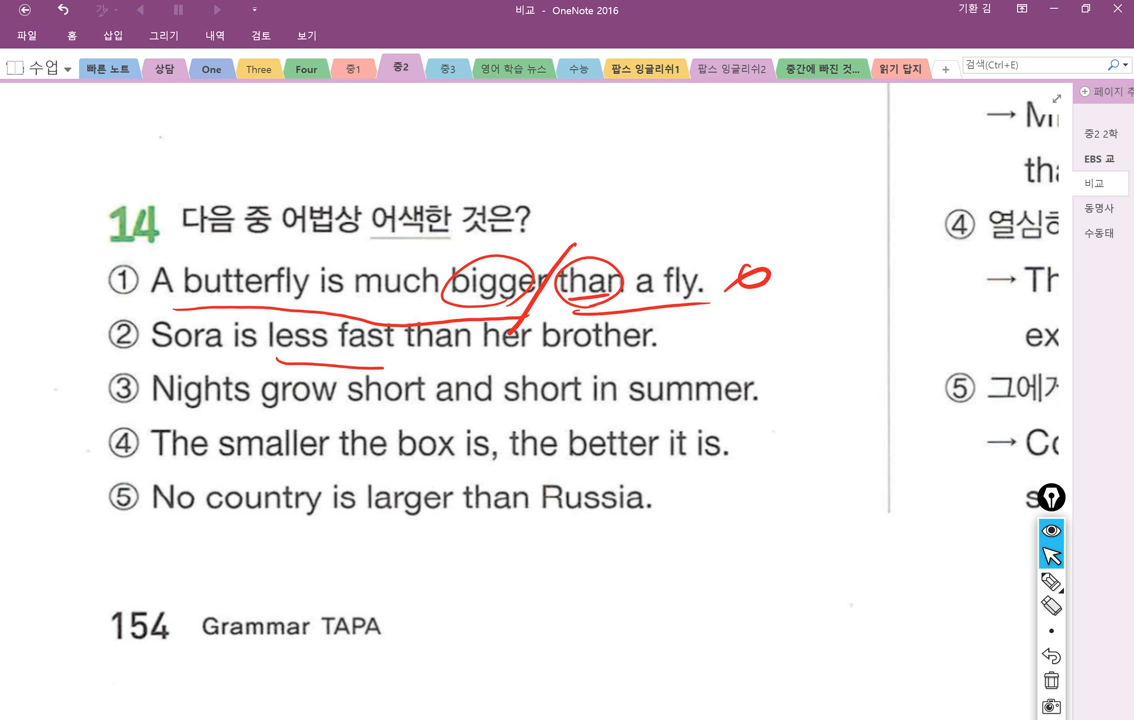 비교 - OneNote 2016
기환 김
파일 홈 삽입 그리기 내역 검토 보기
수업 빠른 노트 상담 One Three Four 중1 중2 중3 영어 학습 뉴스 수능 팝스 잉글리쉬1 팝스 잉글리쉬2 중간에 빠진 것... 읽기 답지 + 검색(Ctrl+E)
페이지 추
중2 2학
EBS 교
비교
동명사
수동태
14 다음 중 어법상 어색한 것은?
① A butterfly is much bigger than a fly.
② Sora is less fast than her brother.
③ Nights grow short and short in summer.
④ The smaller the box is, the better it is.
⑤ No country is larger than Russia.
154 Grammar TAPA
→
tha
④ 열심히
→ Th
ex
⑤ 그에게
→ Co
s